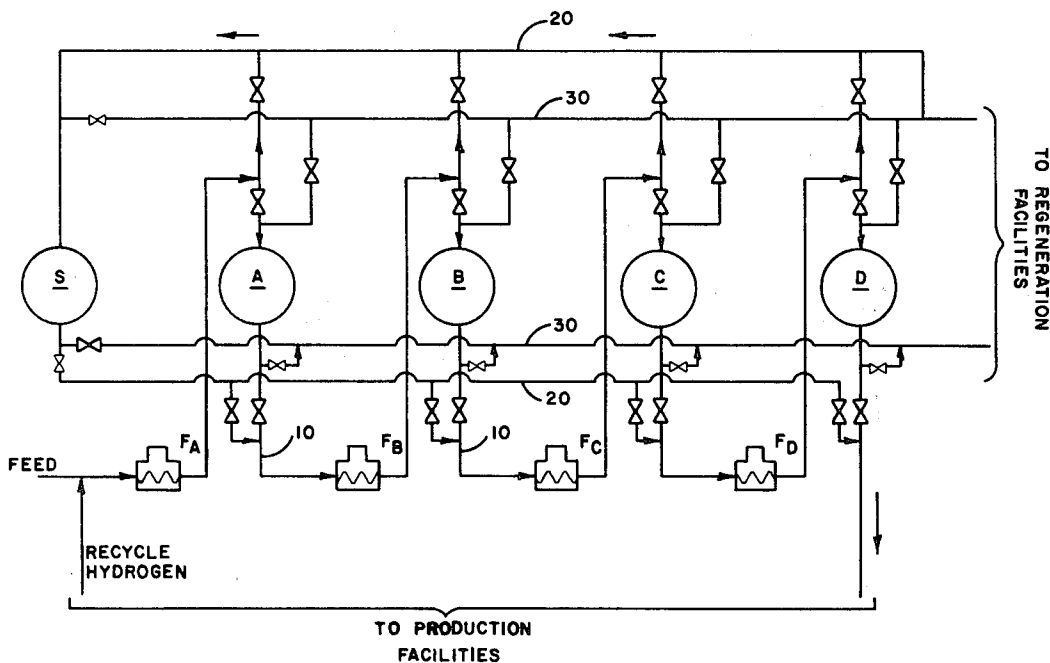 20
30
TO REGENERATION
FACILITIES
S
A
B
C
D
30
20
10
10
FA
FB
FC
FD
FEED
RECYCLE
HYDROGEN
TO PRODUCTION
FACILITIES